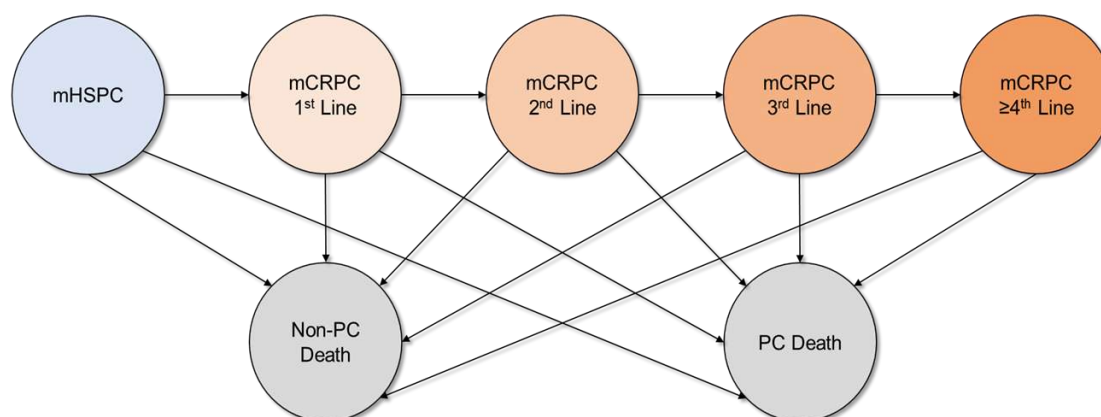 mHSPC
mCRPC
1st Line
mCRPC
2nd Line
mCRPC
3rd Line
mCRPC
≥4th Line
Non-PC
Death
PC Death